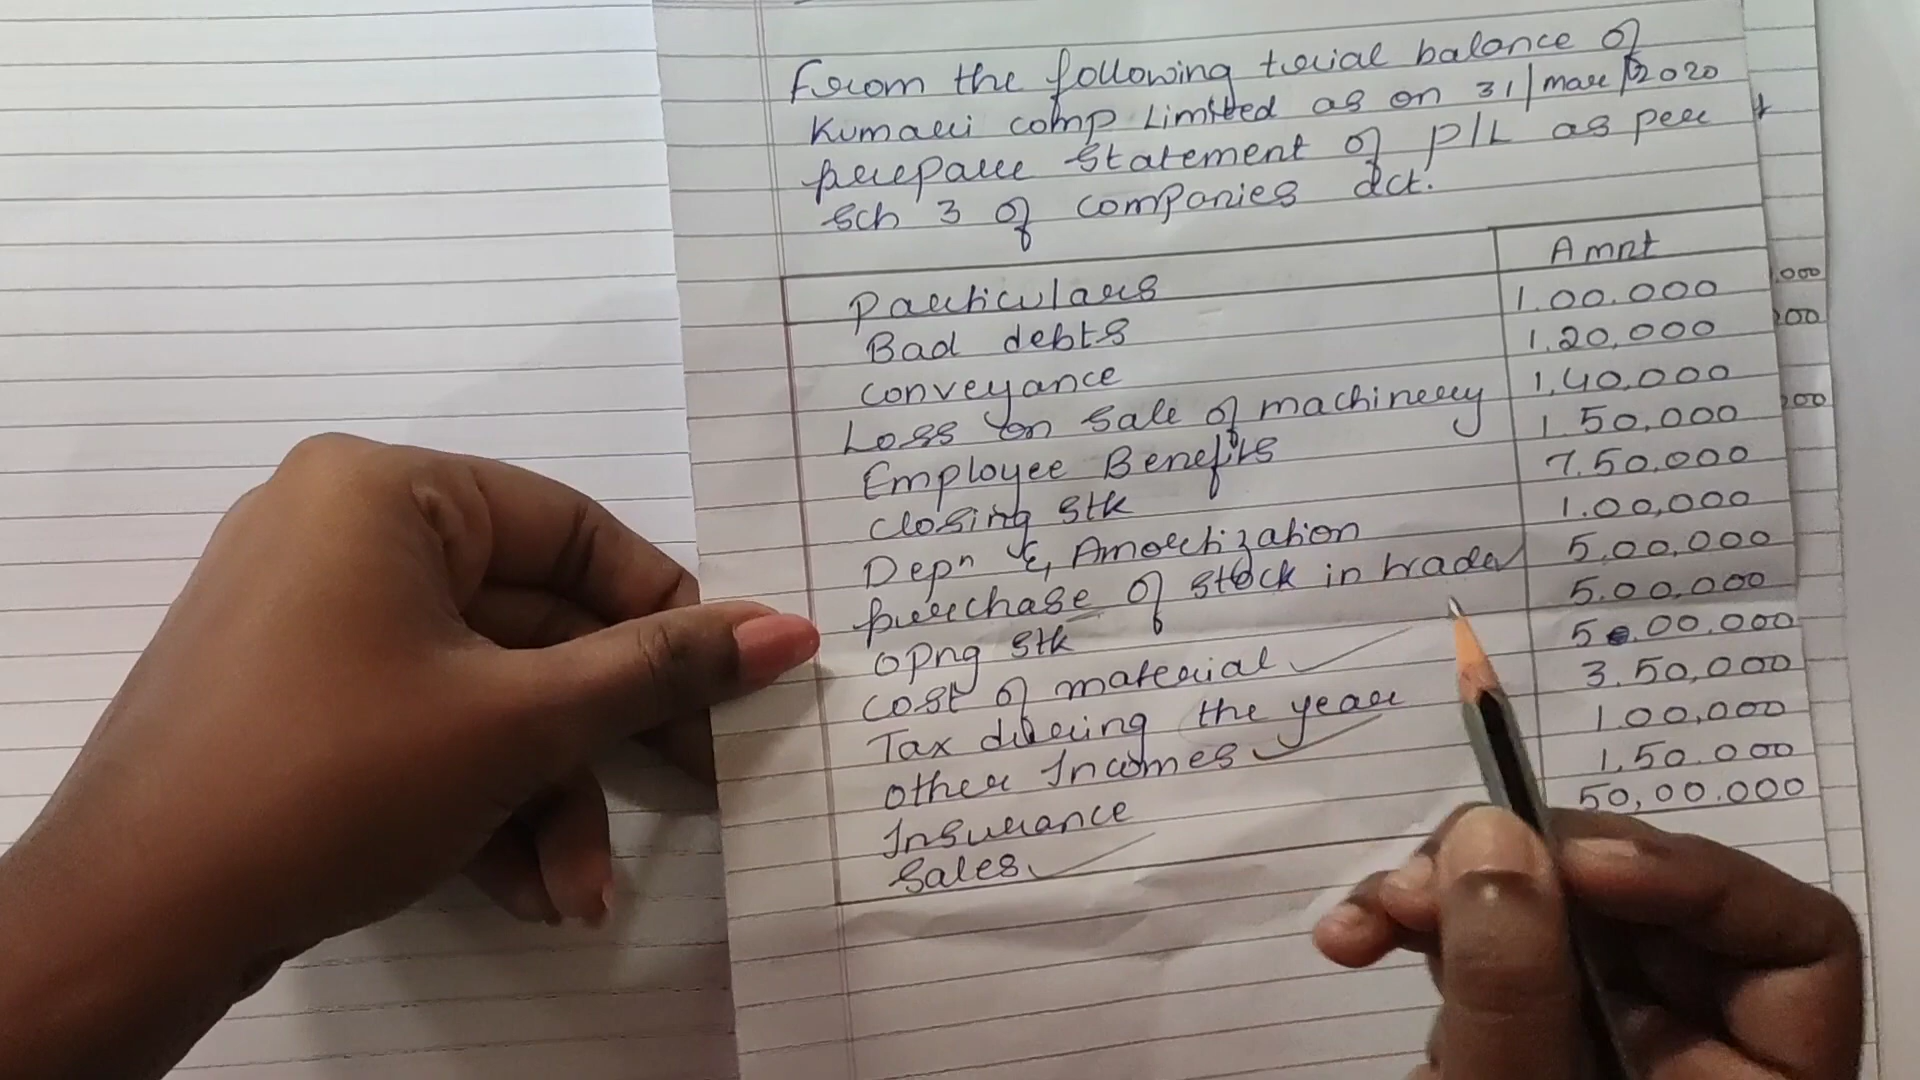 From the following trial balance of
Kumari comp Limited as on 31/mar/2020
prepare statement of P/L as per
Sch 3 of companies Act.
Particulars Amnt
Bad debts 1.00.000
conveyance 1.20,000
Loss on sale of machinery 1,40.000
Employee Benefits 1.50,000
closing stk 7.50.000
Depn & Amortization 1.00,000
purchase of stock in trade 5.00,000
opng stk 5.00,000
cost of material 5.00.000
Tax during the year 3.50,000
other Incomes 1.00,000
Insurance 1,50.000
Sales 50,00.000
.000
200
200